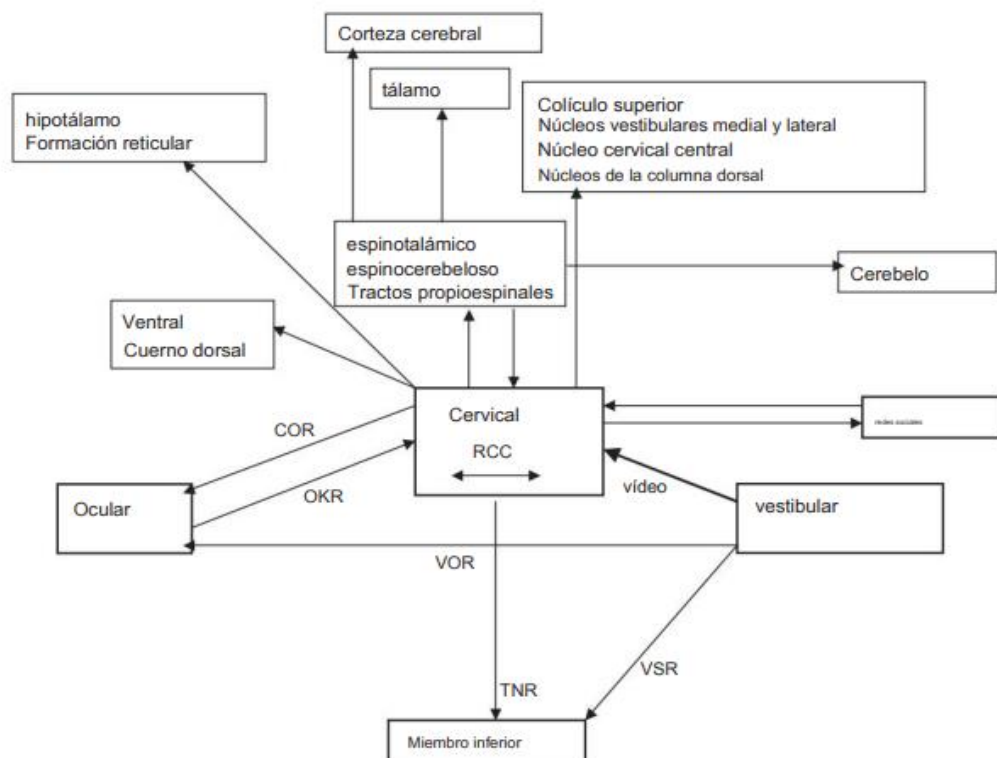 Corteza cerebral
tálamo
hipotálamo
Formación reticular
Colículo superior
Núcleos vestibulares medial y lateral
Núcleo cervical central
Núcleos de la columna dorsal
espinotalámico
espinocerebeloso
Tractos propioespinales
Cerebelo
Ventral
Cuerno dorsal
Cervical
RCC
redes sociales
COR
OKR
vídeo
Ocular
vestibular
VOR
VSR
TNR
Miembro inferior